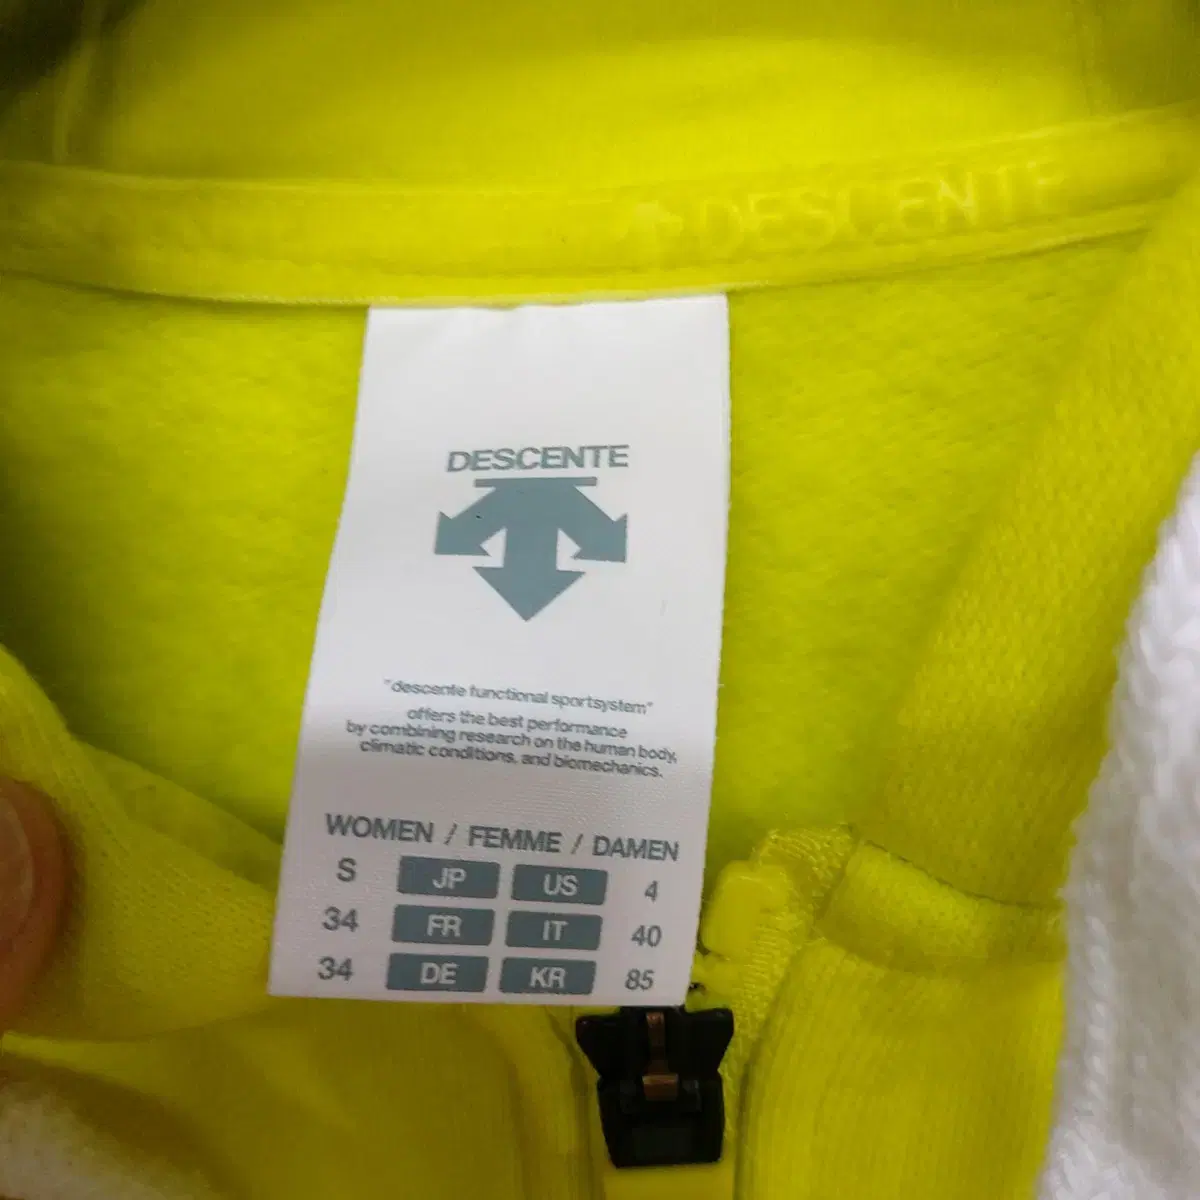 DESCENTE
DESCENTE
"descente functional sportsystem"
offers the best performance
by combining research on the human body,
climatic conditions, and biomechanics.
WOMEN / FEMME / DAMEN
S JP US 4
34 FR IT 40
34 DE KR 85